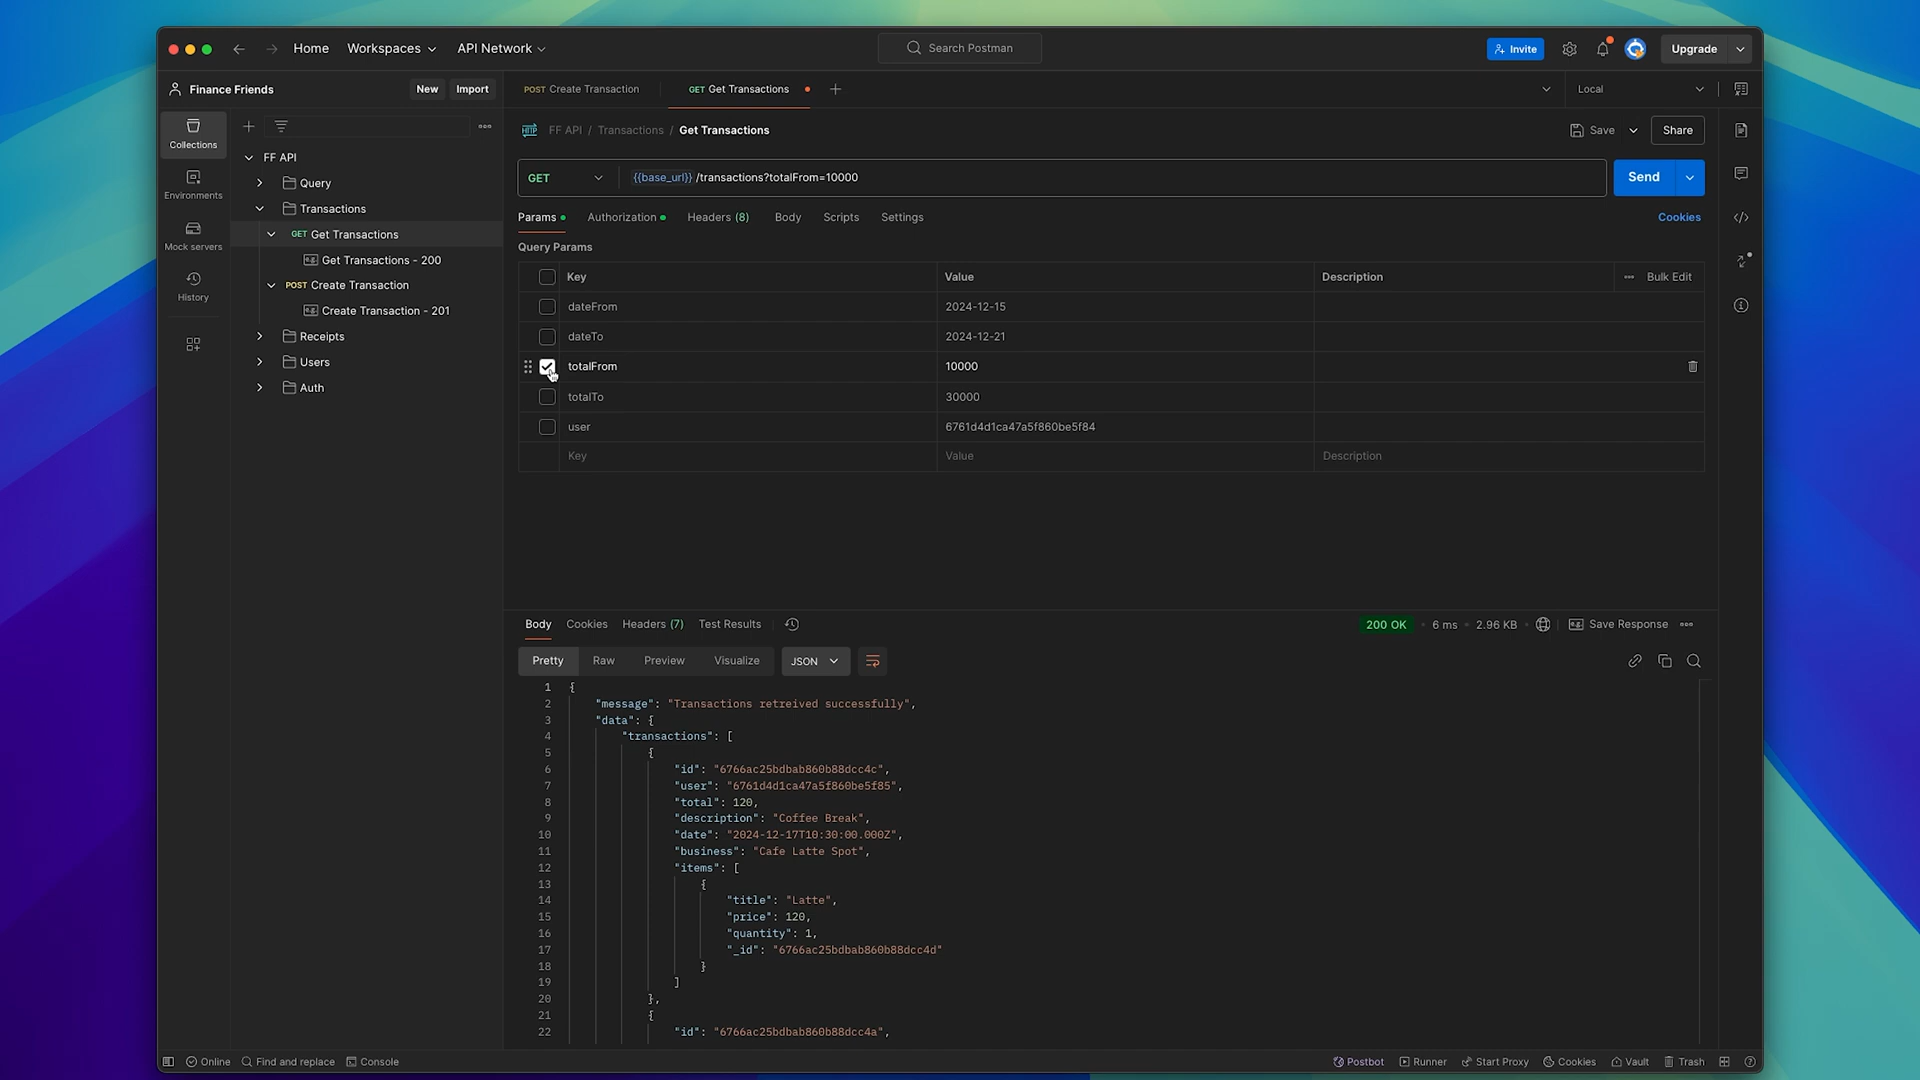 Home Workspaces API Network Search Postman Invite Upgrade
Finance Friends New Import POST Create Transaction GET Get Transactions Local
Collections
Environments
Mock servers
History
FF API
Query
Transactions
GET Get Transactions
Get Transactions - 200
POST Create Transaction
Create Transaction - 201
Receipts
Users
Auth
HTTP FF API / Transactions / Get Transactions Save Share
GET {{base_url}} /transactions?totalFrom=10000 Send
Params Authorization Headers (8) Body Scripts Settings Cookies
Query Params
Key Value Description Bulk Edit
dateFrom 2024-12-15
dateTo 2024-12-21
totalFrom 10000
totalTo 30000
user 6761d4d1ca47a5f860be5f84
Key Value Description
Body Cookies Headers (7) Test Results 200 OK 6 ms 2.96 KB Save Response
Pretty Raw Preview Visualize JSON
1 {
2 "message": "Transactions retreived successfully",
3 "data": {
4 "transactions": [
5 {
6 "id": "6766ac25bdbab860b88dcc4c",
7 "user": "6761d4d1ca47a5f860be5f85",
8 "total": 120,
9 "description": "Coffee Break",
10 "date": "2024-12-17T10:30:00.000Z",
11 "business": "Cafe Latte Spot",
12 "items": [
13 {
14 "title": "Latte",
15 "price": 120,
16 "quantity": 1,
17 "_id": "6766ac25bdbab860b88dcc4d"
18 }
19 ]
20 },
21 {
22 "id": "6766ac25bdbab860b88dcc4a",
Online Find and replace Console Postbot Runner Start Proxy Cookies Vault Trash